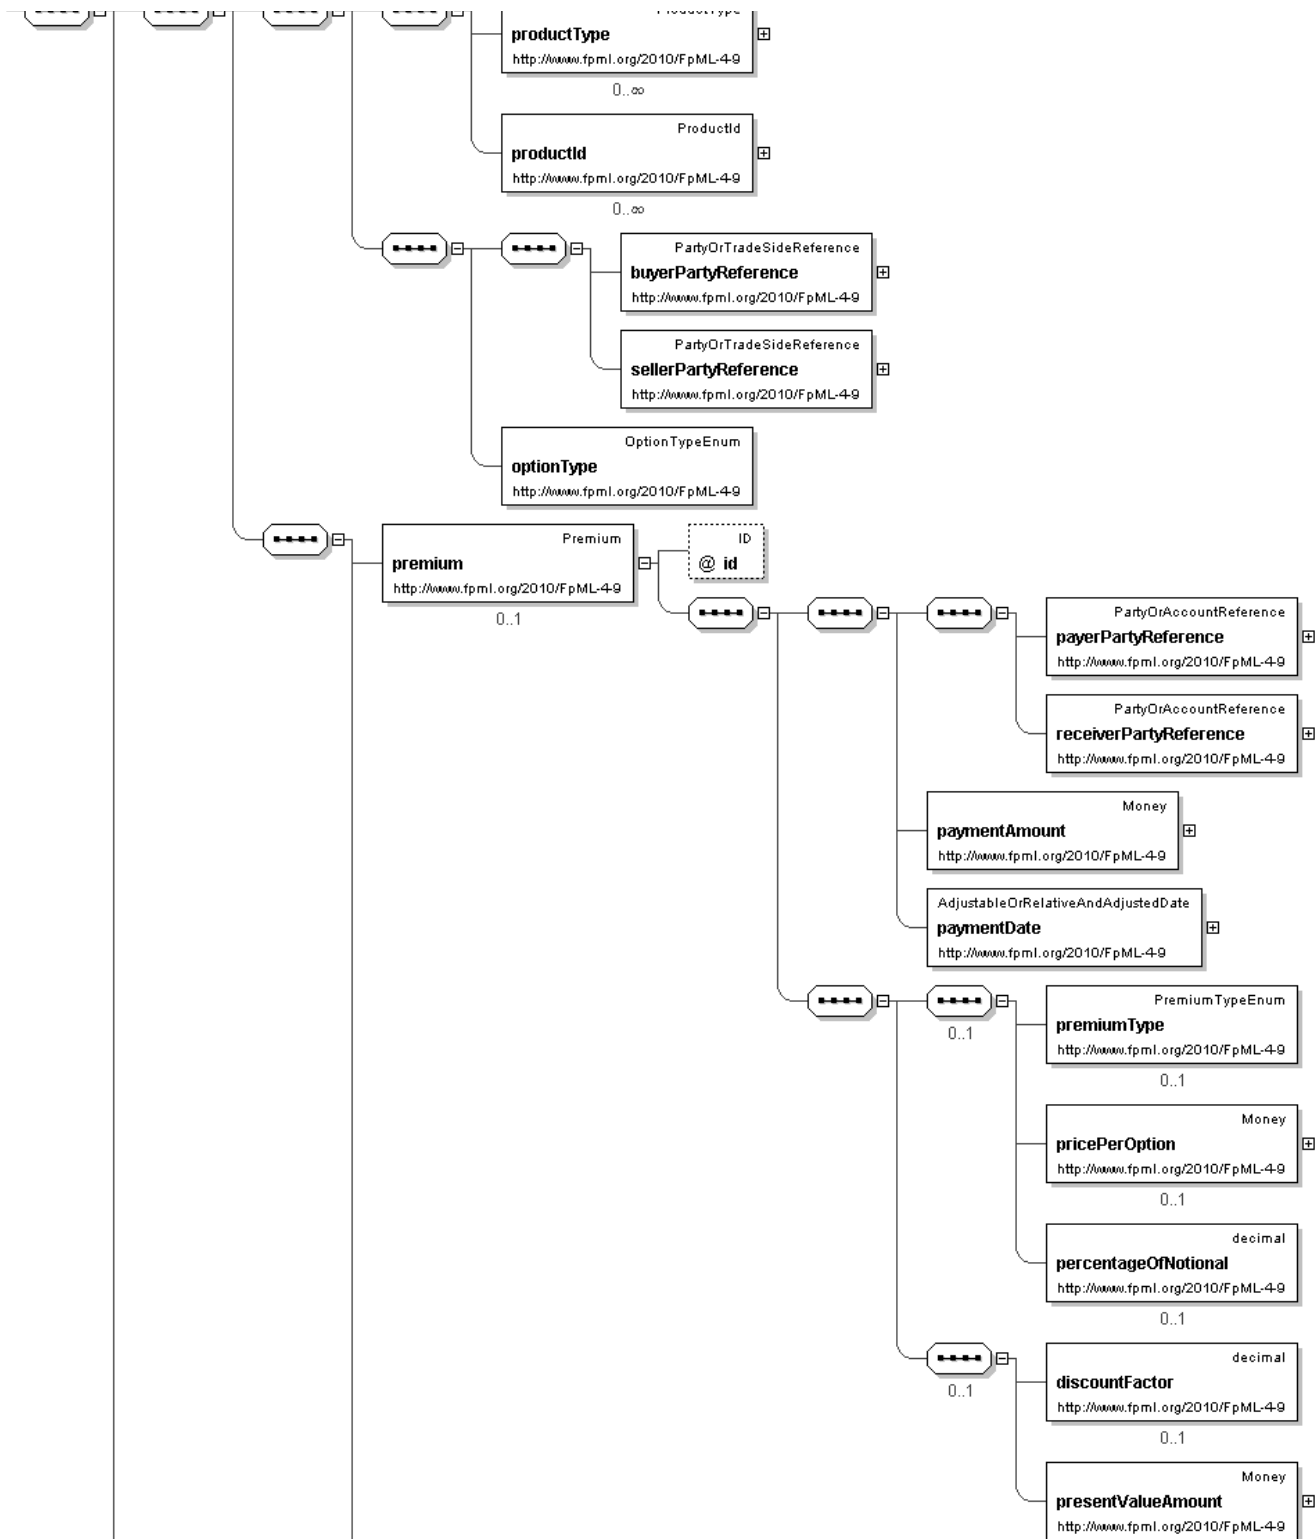 ProductType
productType
http://www.fpml.org/2010/FpML-4-9
0..∞
ProductId
productId
http://www.fpml.org/2010/FpML-4-9
0..∞
PartyOrTradeSideReference
buyerPartyReference
http://www.fpml.org/2010/FpML-4-9
PartyOrTradeSideReference
sellerPartyReference
http://www.fpml.org/2010/FpML-4-9
OptionTypeEnum
optionType
http://www.fpml.org/2010/FpML-4-9
Premium
premium
http://www.fpml.org/2010/FpML-4-9
0..1
ID
@ id
PartyOrAccountReference
payerPartyReference
http://www.fpml.org/2010/FpML-4-9
PartyOrAccountReference
receiverPartyReference
http://www.fpml.org/2010/FpML-4-9
Money
paymentAmount
http://www.fpml.org/2010/FpML-4-9
AdjustableOrRelativeAndAdjustedDate
paymentDate
http://www.fpml.org/2010/FpML-4-9
0..1
PremiumTypeEnum
premiumType
http://www.fpml.org/2010/FpML-4-9
0..1
Money
pricePerOption
http://www.fpml.org/2010/FpML-4-9
0..1
decimal
percentageOfNotional
http://www.fpml.org/2010/FpML-4-9
0..1
0..1
decimal
discountFactor
http://www.fpml.org/2010/FpML-4-9
0..1
Money
presentValueAmount
http://www.fpml.org/2010/FpML-4-9